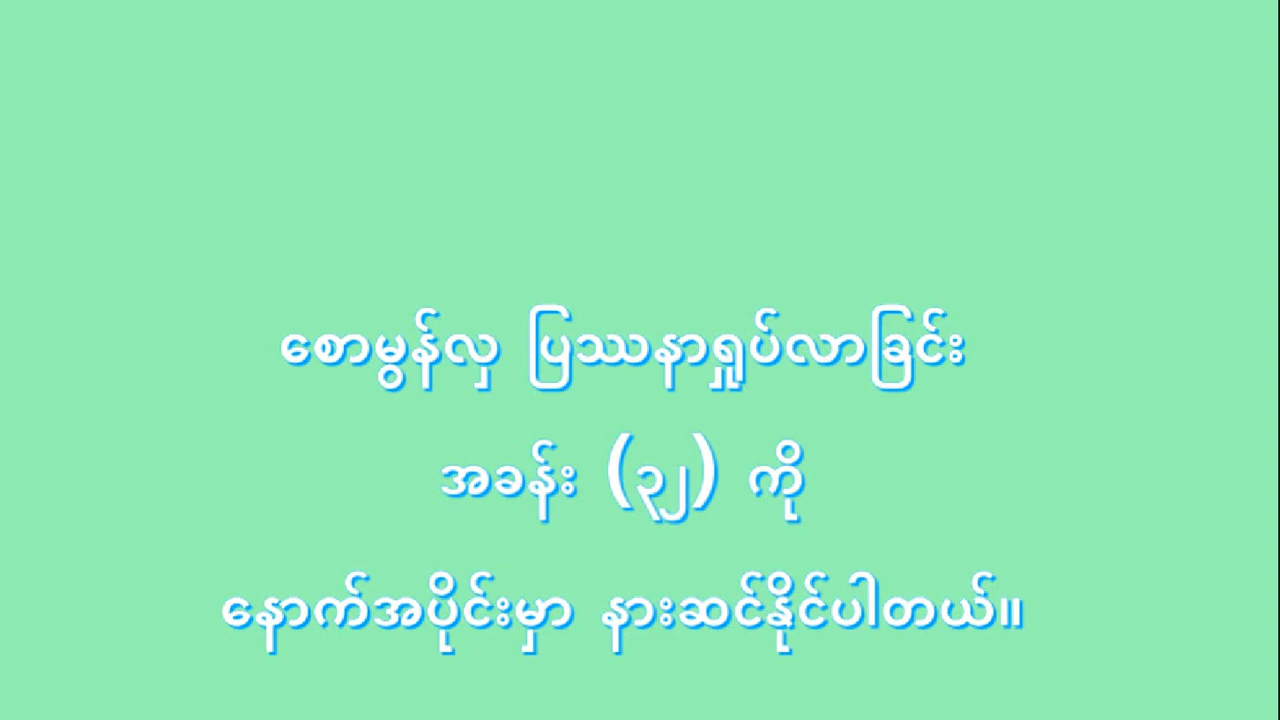 စောမွန်လှ ပြဿနာရှုပ်လာခြင်း
အခန်း (၃၂) ကို
နောက်အပိုင်းမှာ နားဆင်နိုင်ပါတယ်။